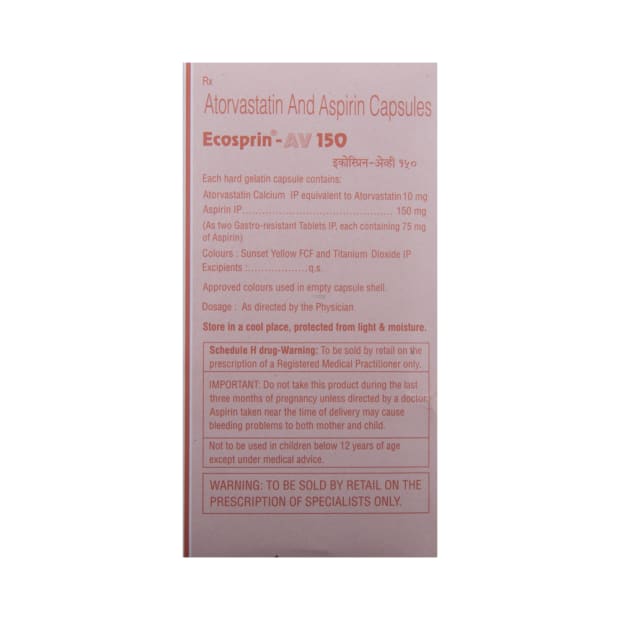 Rx
Atorvastatin And Aspirin Capsules
Ecosprin®-AV 150
इकोस्प्रिन-अेव्ही १५०
Each hard gelatin capsule contains:
Atorvastatin Calcium IP equivalent to Atorvastatin 10 mg
Aspirin IP........................................................ 150 mg
(As two Gastro-resistant Tablets IP, each containing 75 mg
of Aspirin)
Colours : Sunset Yellow FCF and Titanium Dioxide IP
Excipients :..................q.s.
Approved colours used in empty capsule shell.
Dosage : As directed by the Physician
Store in a cool place, protected from light & moisture.
Schedule H drug-Warning: To be sold by retail on the
prescription of a Registered Medical Practitioner only.
IMPORTANT: Do not take this product during the last
three months of pregnancy unless directed by a doctor.
Aspirin taken near the time of delivery may cause
bleeding problems to both mother and child.
Not to be used in children below 12 years of age
except under medical advice.
WARNING: TO BE SOLD BY RETAIL ON THE
PRESCRIPTION OF SPECIALISTS ONLY.